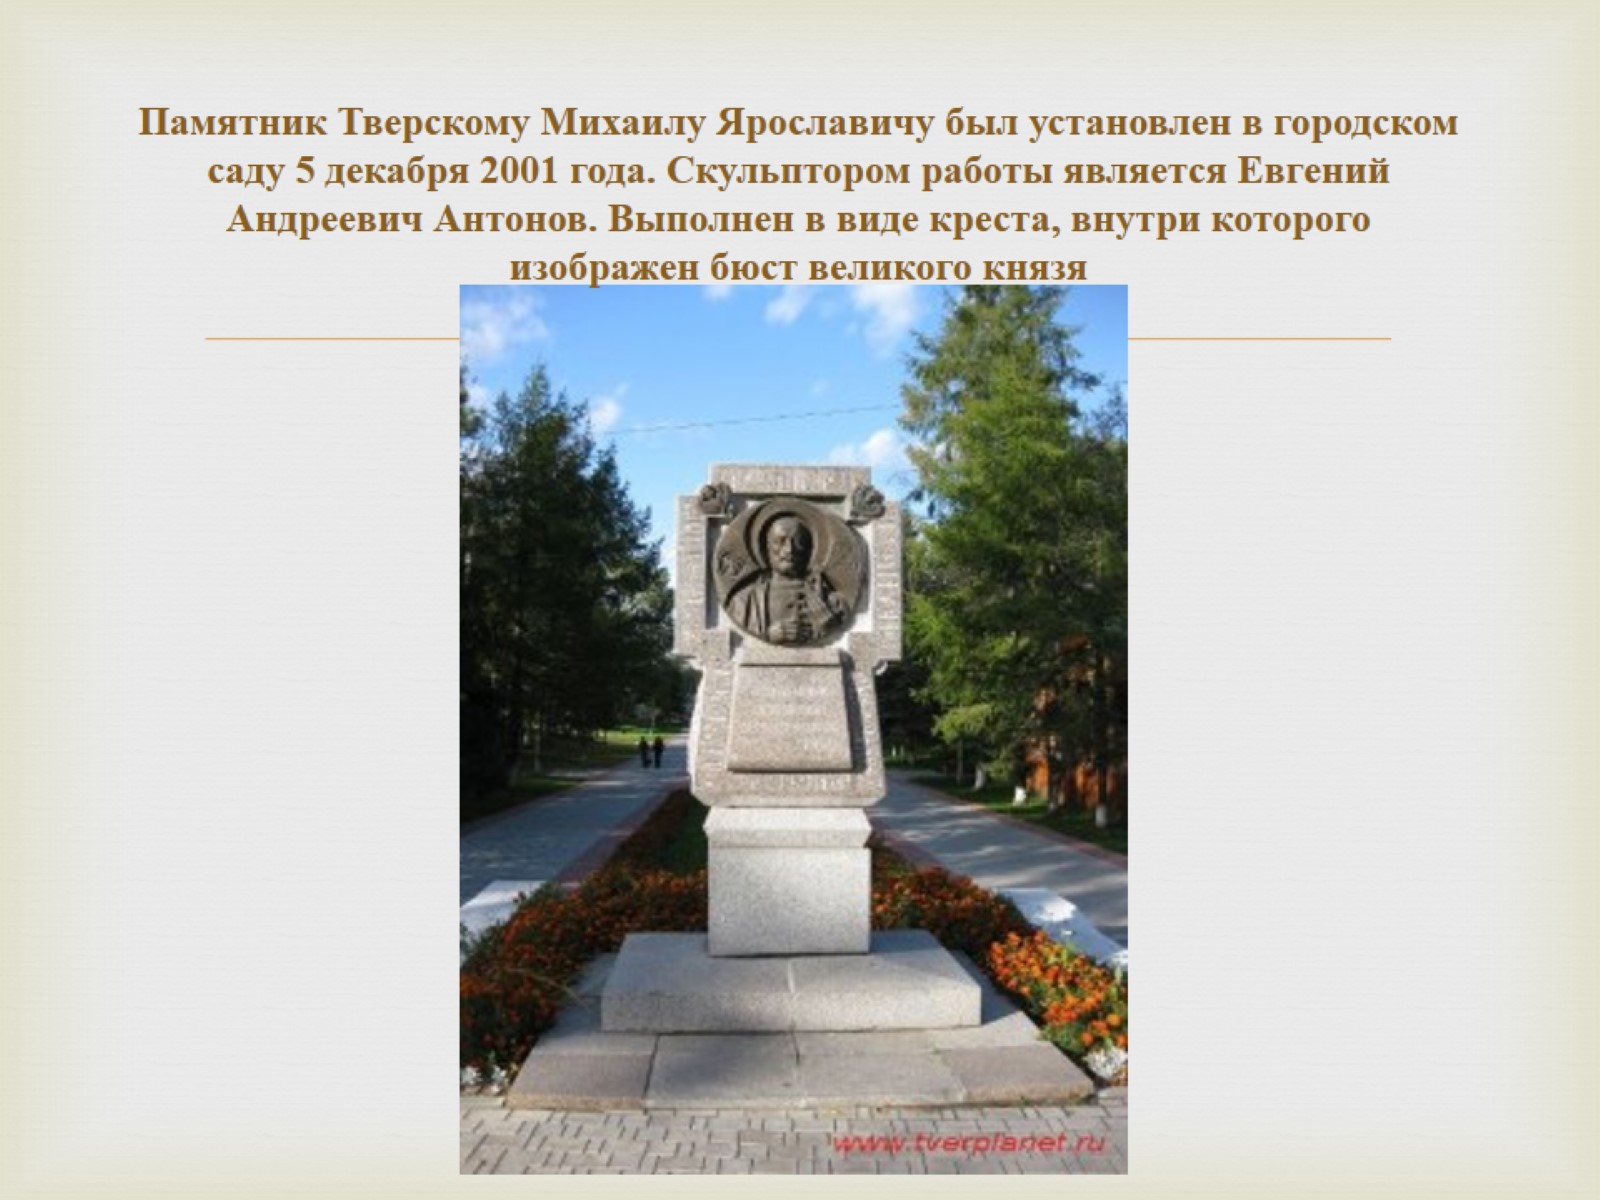 Памятник Тверскому Михаилу Ярославичу был установлен в городском
саду 5 декабря 2001 года. Скульптором работы является Евгений
Андреевич Антонов. Выполнен в виде креста, внутри которого
изображен бюст великого князя
www.tverplanet.ru